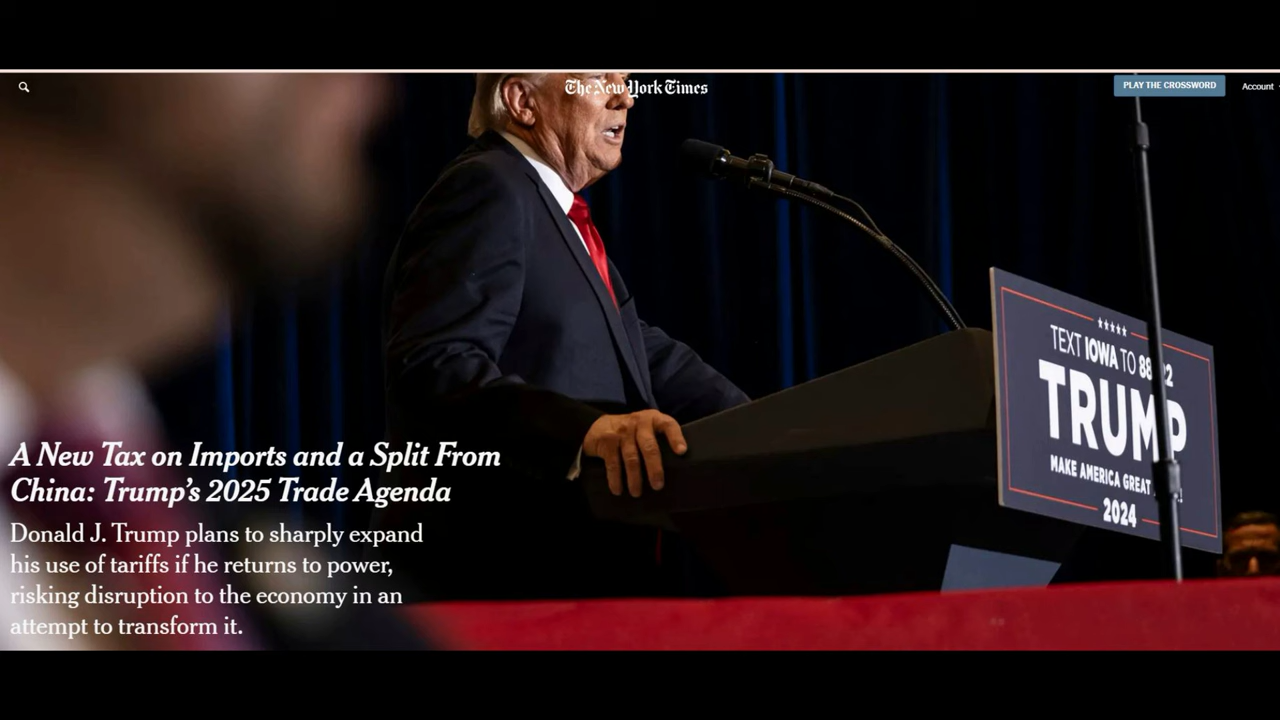 The New York Times
PLAY THE CROSSWORD
Account
TEXT IOWA TO
TRUMP
MAKE AMERICA GREAT
2024
A New Tax on Imports and a Split From
China: Trump's 2025 Trade Agenda
Donald J. Trump plans to sharply expand
his use of tariffs if he returns to power,
risking disruption to the economy in an
attempt to transform it.